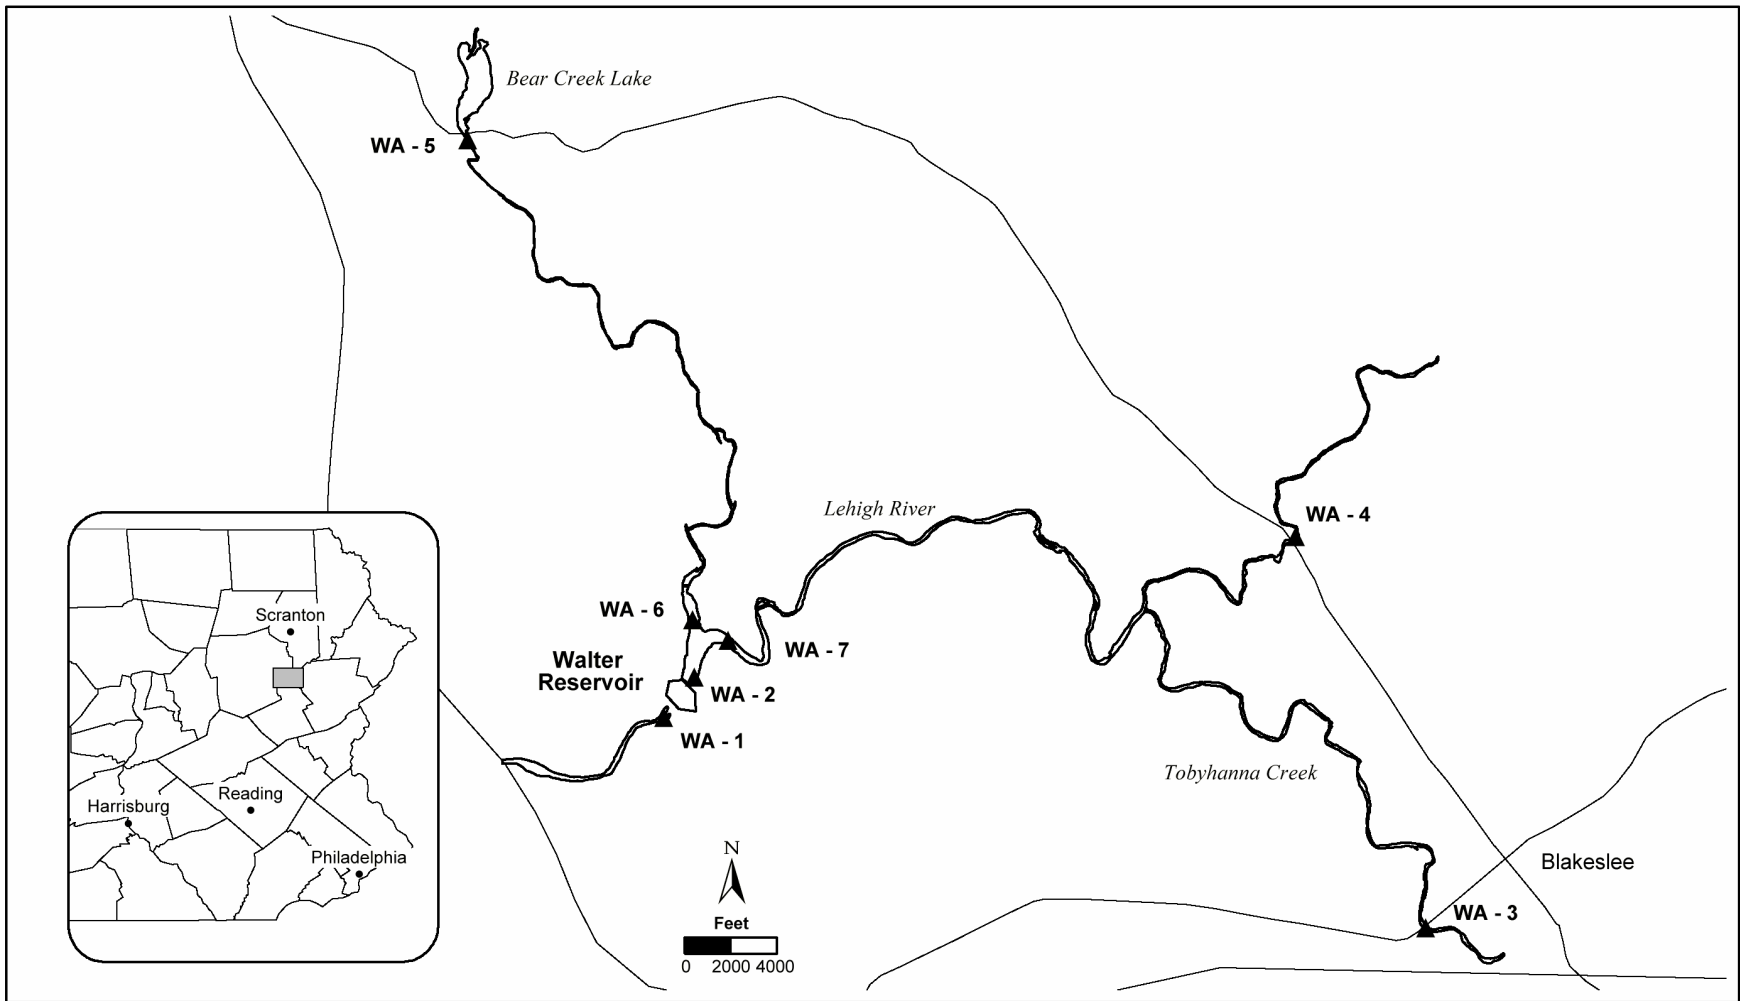 Bear Creek Lake
WA - 5
Lehigh River
WA - 4
WA - 6
WA - 7
Walter
Reservoir
WA - 2
WA - 1
Tobyhanna Creek
Blakeslee
WA - 3
Scranton
Reading
Harrisburg
Philadelphia
N
Feet
0 2000 4000